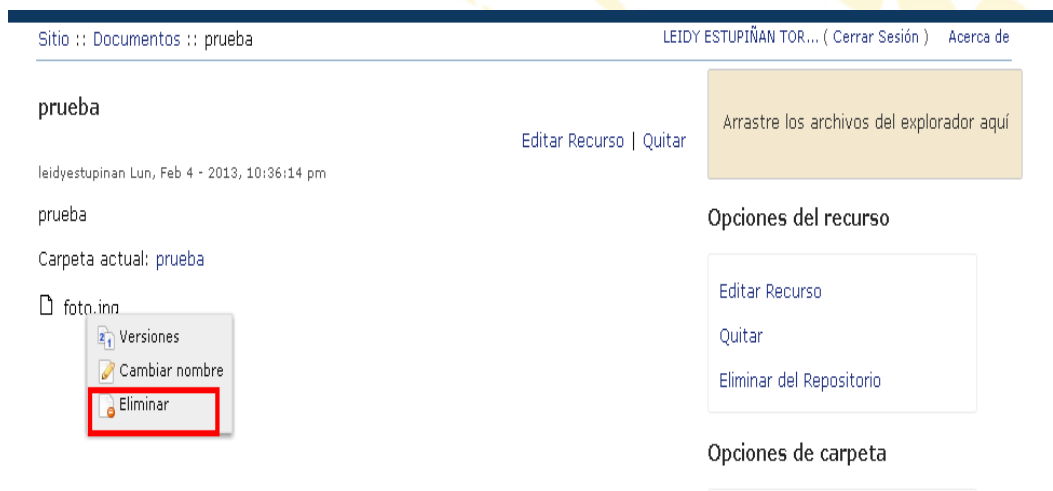 Sitio :: Documentos :: prueba
LEIDY ESTUPIÑAN TOR... ( Cerrar Sesión ) Acerca de
prueba
Editar Recurso | Quitar
Arrastre los archivos del explorador aquí
leidyestupinan Lun, Feb 4 - 2013, 10:36:14 pm
prueba
Carpeta actual: prueba
foto.jpg
Versiones
Cambiar nombre
Eliminar
Opciones del recurso
Editar Recurso
Quitar
Eliminar del Repositorio
Opciones de carpeta